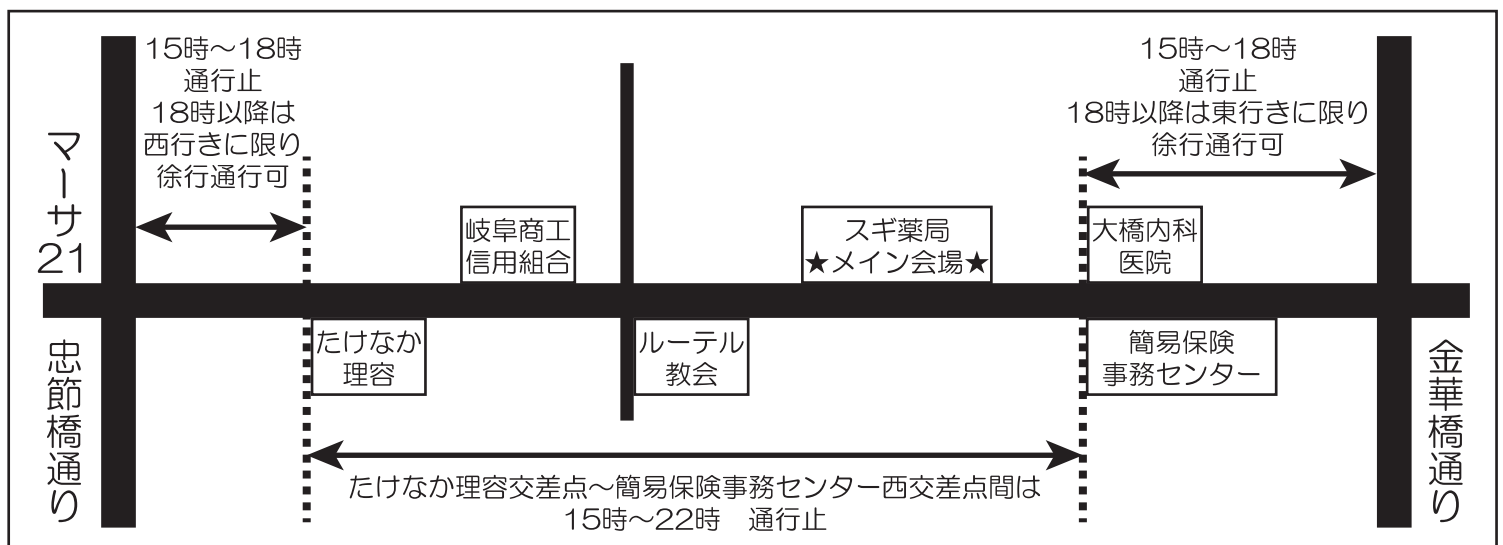 15時〜18時
通行止
18時以降は
西行きに限り
徐行通行可
15時〜18時
通行止
18時以降は東行きに限り
徐行通行可
マーサ21
岐阜商工
信用組合
スギ薬局
★メイン会場★
大橋内科
医院
忠節橋通り
たけなか
理容
ルーテル
教会
簡易保険
事務センター
金華橋通り
たけなか理容交差点〜簡易保険事務センター西交差点間は
15時〜22時　通行止